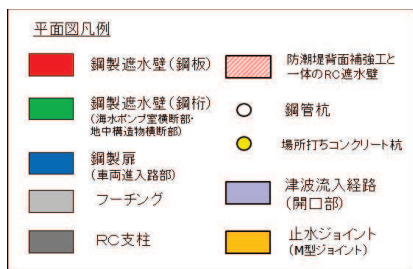 平面図凡例
鋼製遮水壁(鋼板)
鋼製遮水壁(鋼桁)
(海水ポンプ室横断部・
地中構造物横断部)
鋼製扉
(車両進入路部)
フーチング
RC支柱
防潮堤背面補強工と
一体のRC遮水壁
鋼管杭
場所打ちコンクリート杭
津波流入経路
(開口部)
止水ジョイント
(M型ジョイント)